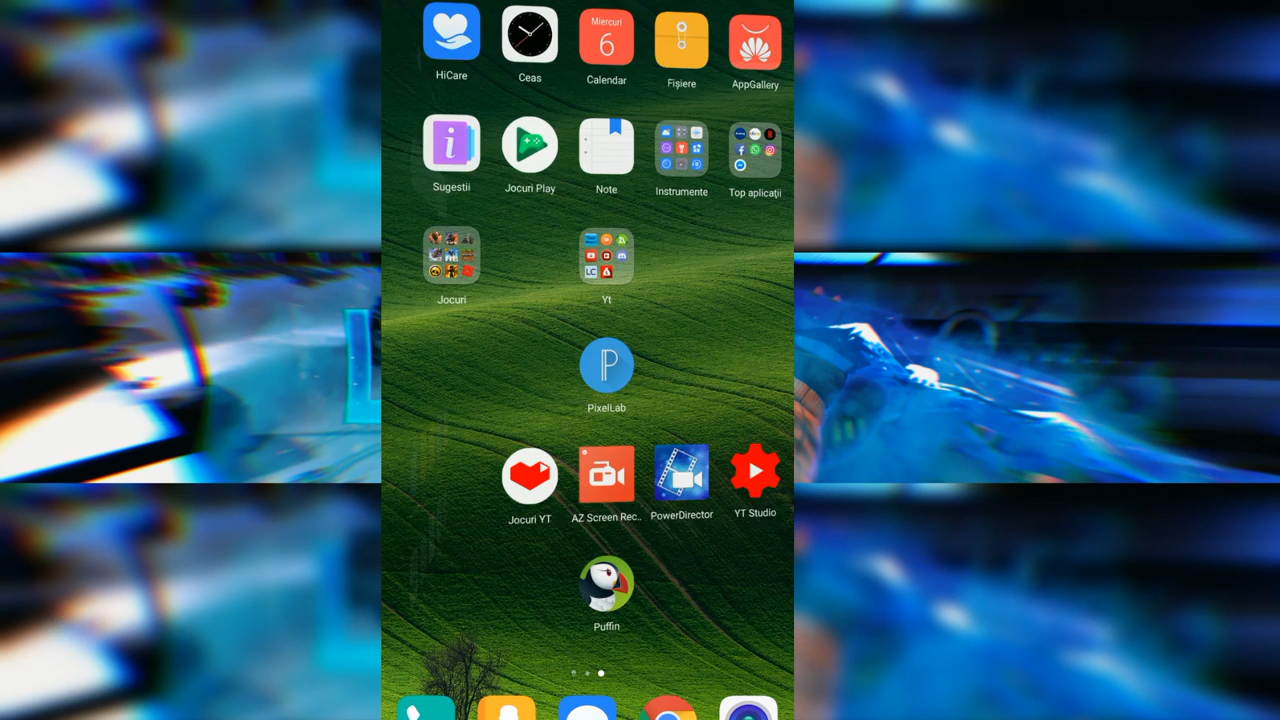 Miercuri
6
HiCare
Ceas
Calendar
Fișiere
AppGallery
Sugestii
Jocuri Play
Note
Instrumente
Top aplicații
Jocuri
LC
Yt
PixelLab
Jocuri YT
AZ Screen Rec..
PowerDirector
YT Studio
Puffin